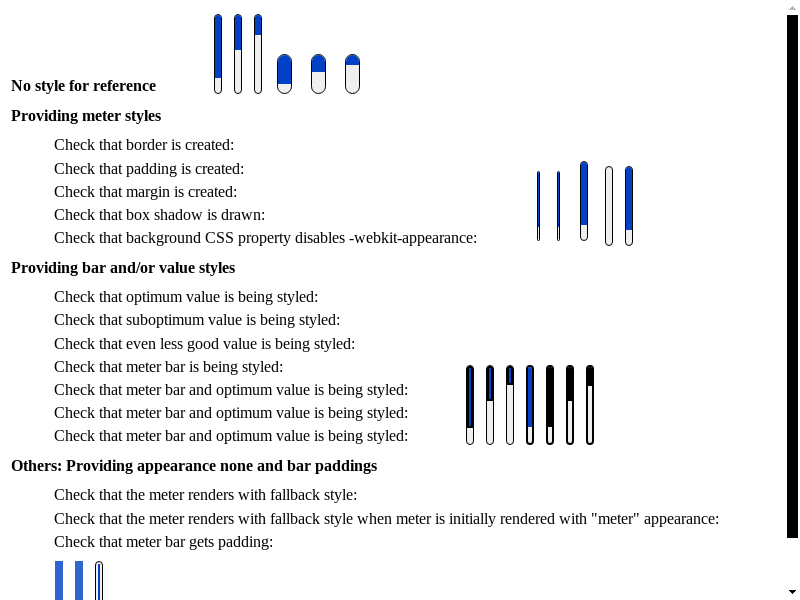 No style for reference
Providing meter styles
Check that border is created:
Check that padding is created:
Check that margin is created:
Check that box shadow is drawn:
Check that background CSS property disables -webkit-appearance:
Providing bar and/or value styles
Check that optimum value is being styled:
Check that suboptimum value is being styled:
Check that even less good value is being styled:
Check that meter bar is being styled:
Check that meter bar and optimum value is being styled:
Check that meter bar and optimum value is being styled:
Check that meter bar and optimum value is being styled:
Others: Providing appearance none and bar paddings
Check that the meter renders with fallback style:
Check that the meter renders with fallback style when meter is initially rendered with "meter" appearance:
Check that meter bar gets padding: